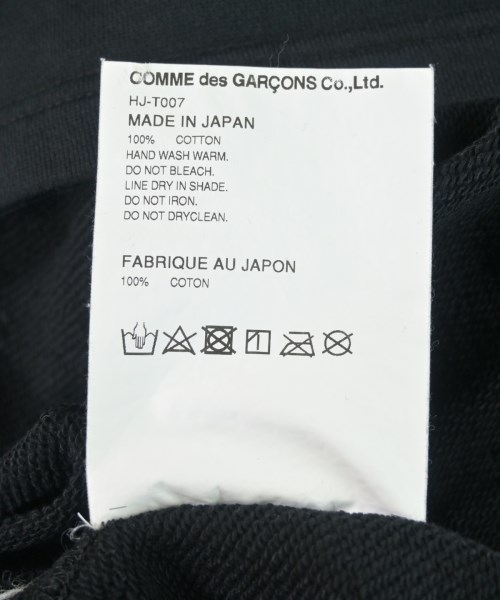 COMME des GARÇONS Co.,Ltd.
HJ-T007
MADE IN JAPAN
100% COTTON
HAND WASH WARM.
DO NOT BLEACH.
LINE DRY IN SHADE.
DO NOT IRON.
DO NOT DRYCLEAN.
FABRIQUE AU JAPON
100% COTON